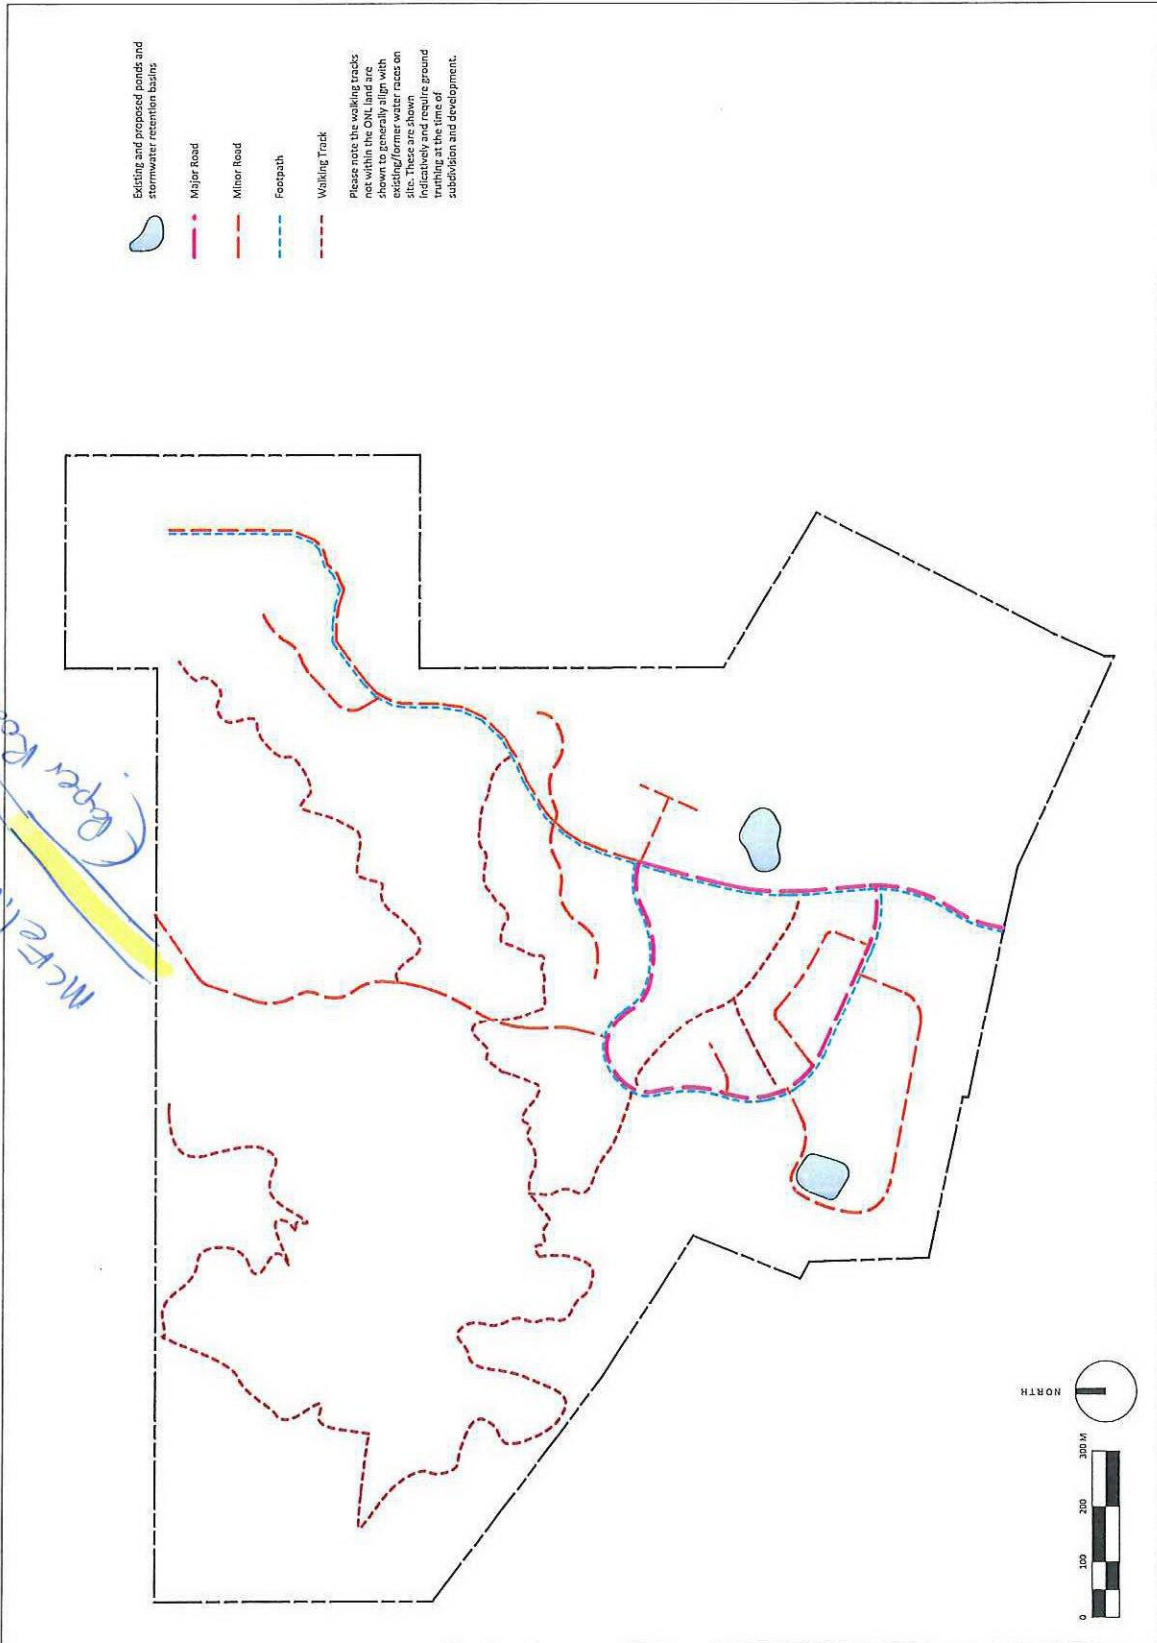 Existing and proposed ponds and
stormwater retention basins
Major Road
Minor Road
Footpath
Walking Track
Please note the walking tracks
not within the ONL land are
shown to generally align with
existing/former water races on
site. These are shown
indicatively and require ground
truthing at the time of
subdivision and development.
(Paper
NORTH
0 100 200 300 M